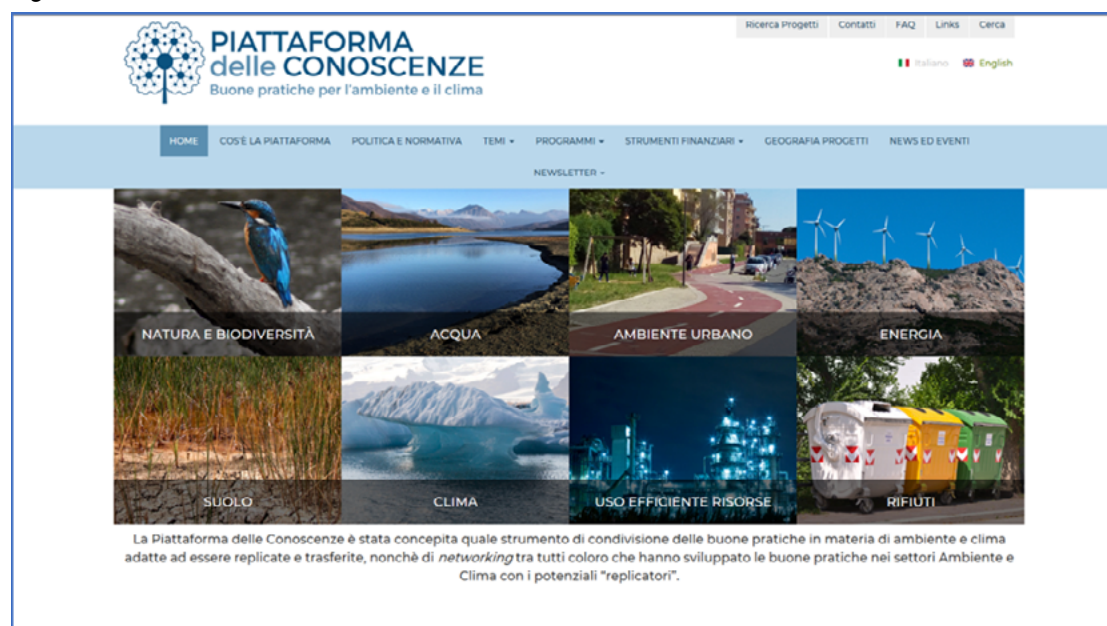 Ricerca Progetti Contatti FAQ Links Cerca
PIATTAFORMA
delle CONOSCENZE
Buone pratiche per l'ambiente e il clima
Italiano English
HOME COS'È LA PIATTAFORMA POLITICA E NORMATIVA TEMI PROGRAMMI STRUMENTI FINANZIARI GEOGRAFIA PROGETTI NEWS ED EVENTI
NEWSLETTER
NATURA E BIODIVERSITÀ ACQUA AMBIENTE URBANO ENERGIA
SUOLO CLIMA USO EFFICIENTE RISORSE RIFIUTI
La Piattaforma delle Conoscenze è stata concepita quale strumento di condivisione delle buone pratiche in materia di ambiente e clima
adatte ad essere replicate e trasferite, nonchè di networking tra tutti coloro che hanno sviluppato le buone pratiche nei settori Ambiente e
Clima con i potenziali "replicatori".